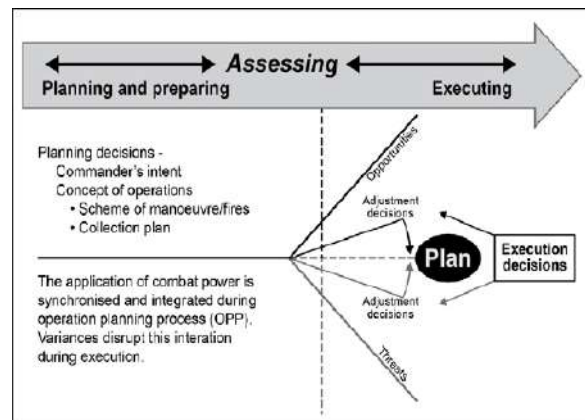 Assessing
Planning and preparing
Executing
Planning decisions -
Commander's intent
Concept of operations
• Scheme of manoeuvre/fires
• Collection plan
Opportunities
Adjustment
decisions
Plan
Execution
decisions
The application of combat power is
synchronised and integrated during
operation planning process (OPP).
Variances disrupt this interation
during execution.
Adjustment
decisions
Threats